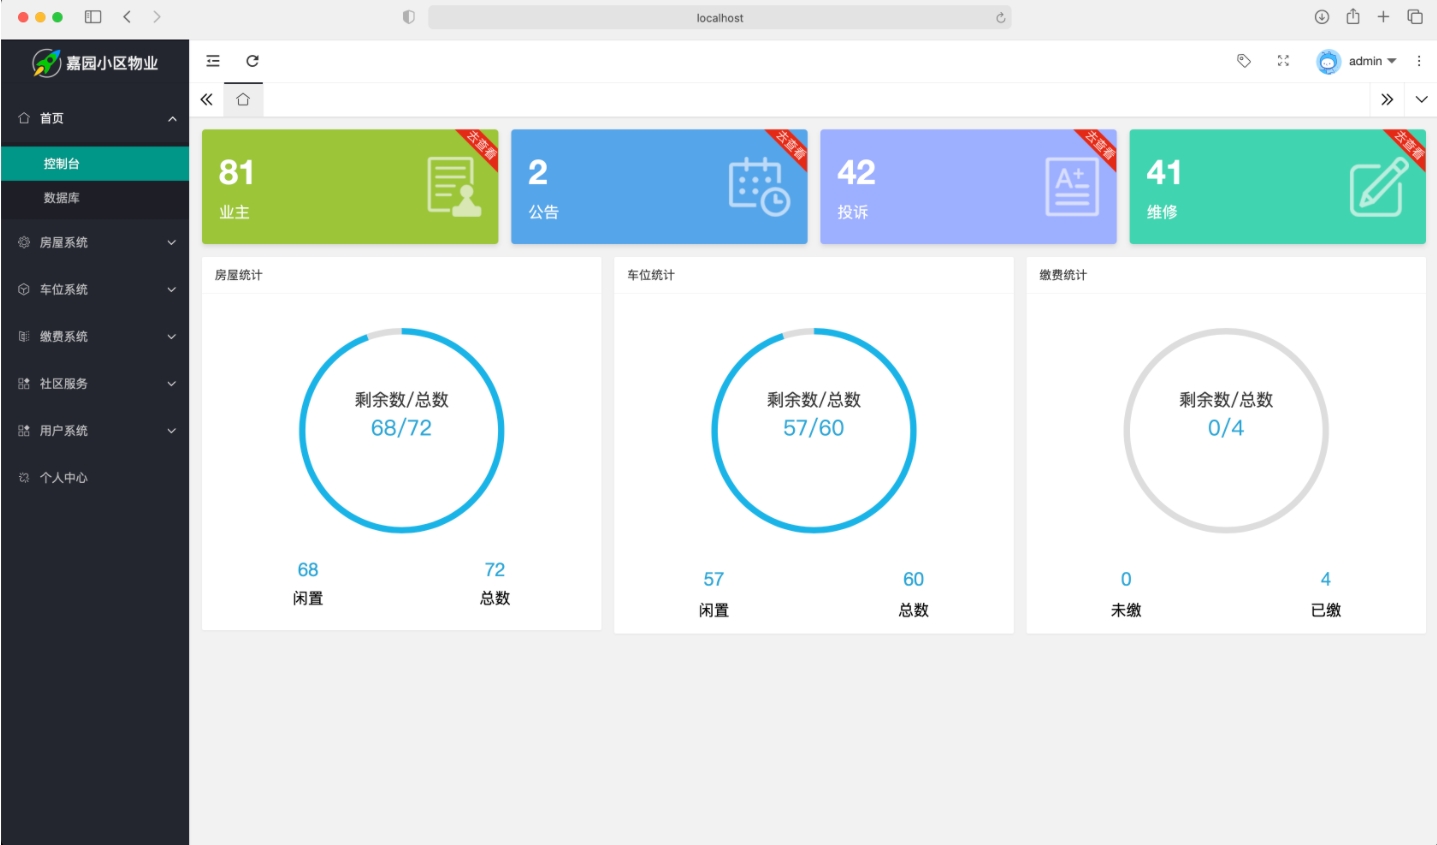 localhost
嘉园小区物业
admin
首页
控制台
数据库
房屋系统
车位系统
缴费系统
社区服务
用户系统
个人中心
81
业主
去查看
2
公告
去查看
42
投诉
A+
去查看
41
维修
去查看
房屋统计
剩余数/总数
68/72
68
闲置
72
总数
车位统计
剩余数/总数
57/60
57
闲置
60
总数
缴费统计
剩余数/总数
0/4
0
未缴
4
已缴